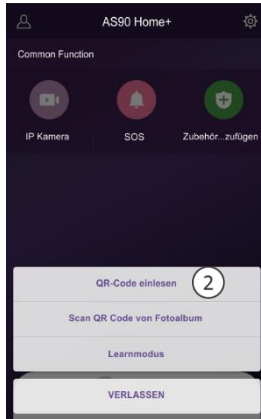 AS90 Home+
Common Function
IP Kamera
SOS
Zubehör...zufügen
QR-Code einlesen
2
Scan QR Code von Fotoalbum
Learnmodus
VERLASSEN